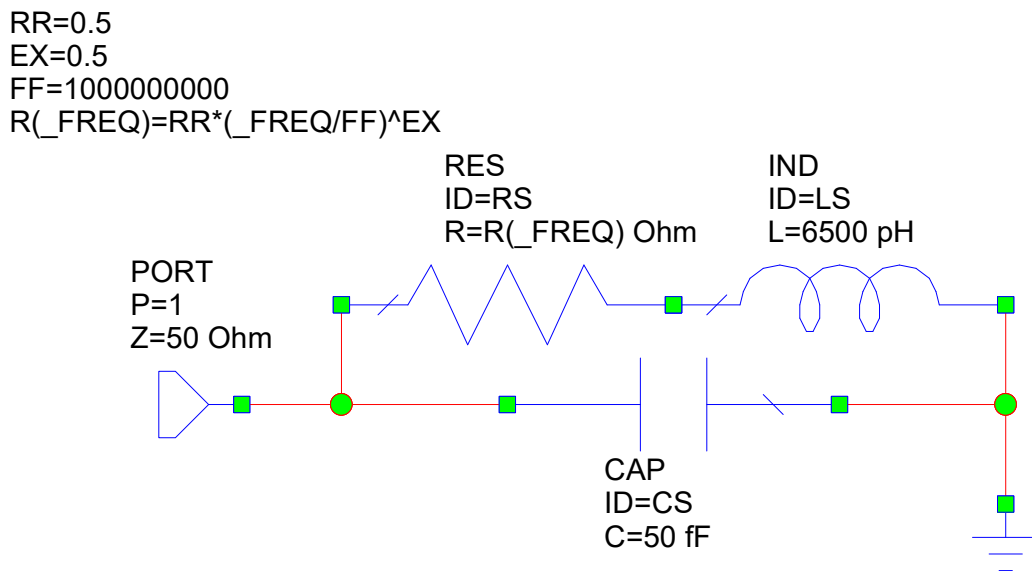 RR=0.5
EX=0.5
FF=1000000000
R(_FREQ)=RR*(_FREQ/FF)^EX
RES
ID=RS
R=R(_FREQ) Ohm
IND
ID=LS
L=6500 pH
PORT
P=1
Z=50 Ohm
CAP
ID=CS
C=50 fF